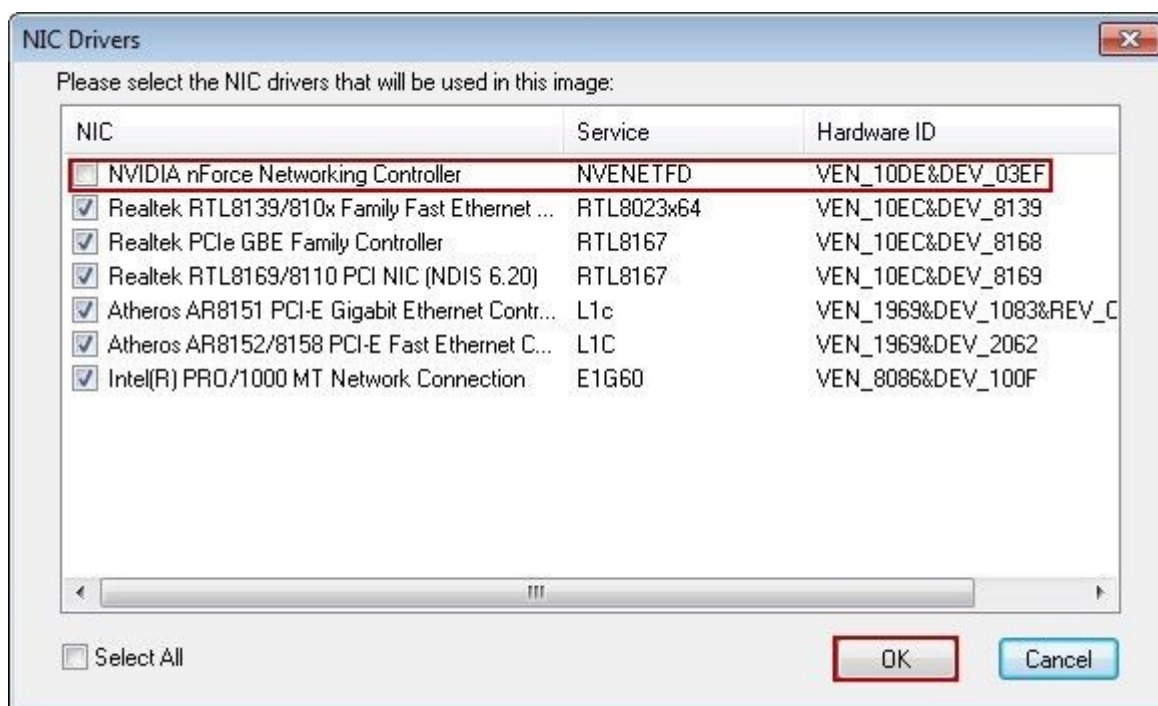 NIC Drivers
Please select the NIC drivers that will be used in this image:
NIC Service Hardware ID
NVIDIA nForce Networking Controller NVENETFD VEN_10DE&DEV_03EF
Realtek RTL8139/810x Family Fast Ethernet ... RTL8023x64 VEN_10EC&DEV_8139
Realtek PCIe GBE Family Controller RTL8167 VEN_10EC&DEV_8168
Realtek RTL8169/8110 PCI NIC (NDIS 6.20) RTL8167 VEN_10EC&DEV_8169
Atheros AR8151 PCI-E Gigabit Ethernet Contr... L1c VEN_1969&DEV_1083&REV_C
Atheros AR8152/8158 PCI-E Fast Ethernet C... L1C VEN_1969&DEV_2062
Intel(R) PRO/1000 MT Network Connection E1G60 VEN_8086&DEV_100F
Select All OK Cancel